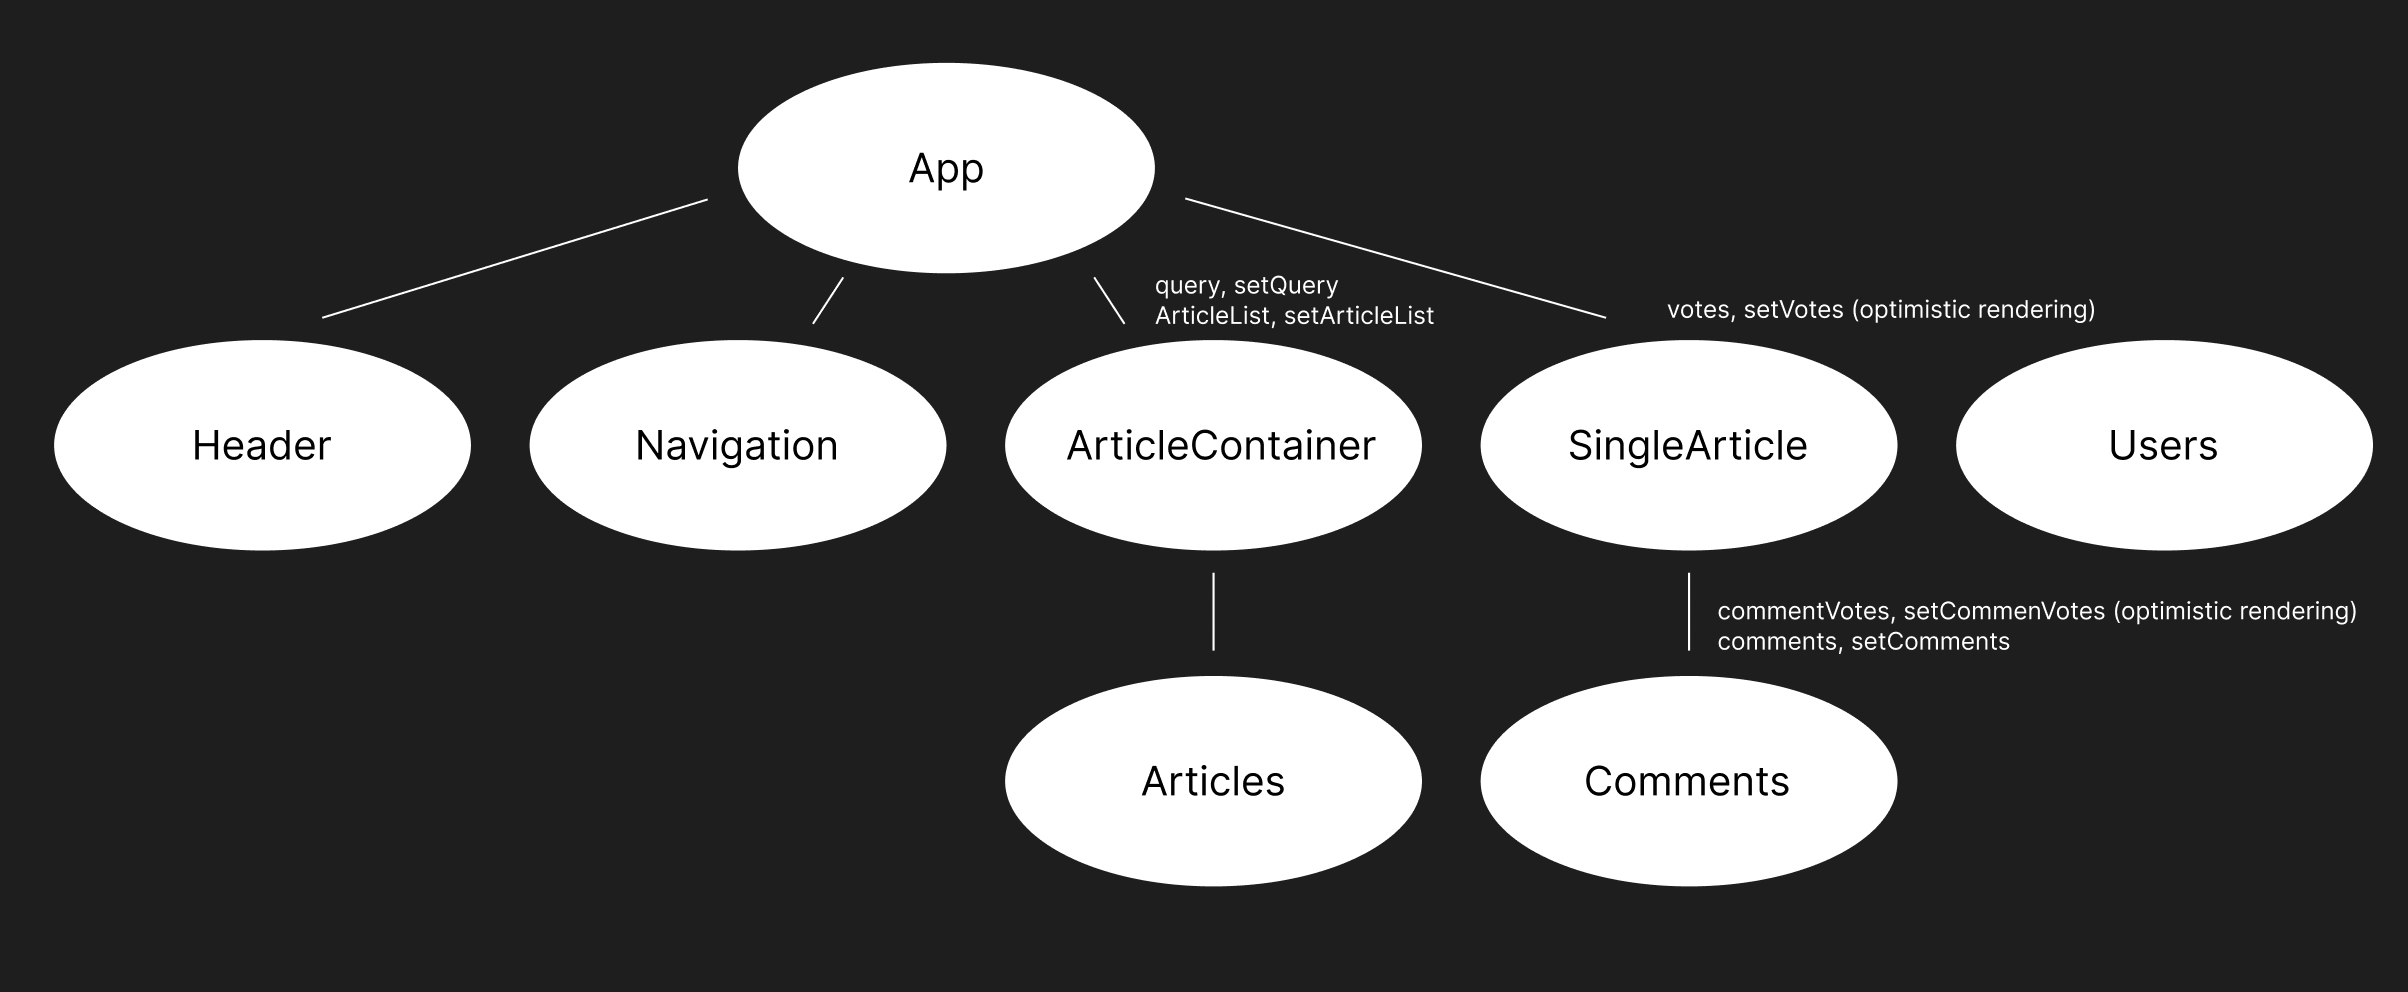 App
query, setQuery
ArticleList, setArticleList
votes, setVotes (optimistic rendering)
Header
Navigation
ArticleContainer
SingleArticle
Users
commentVotes, setCommenVotes (optimistic rendering)
comments, setComments
Articles
Comments